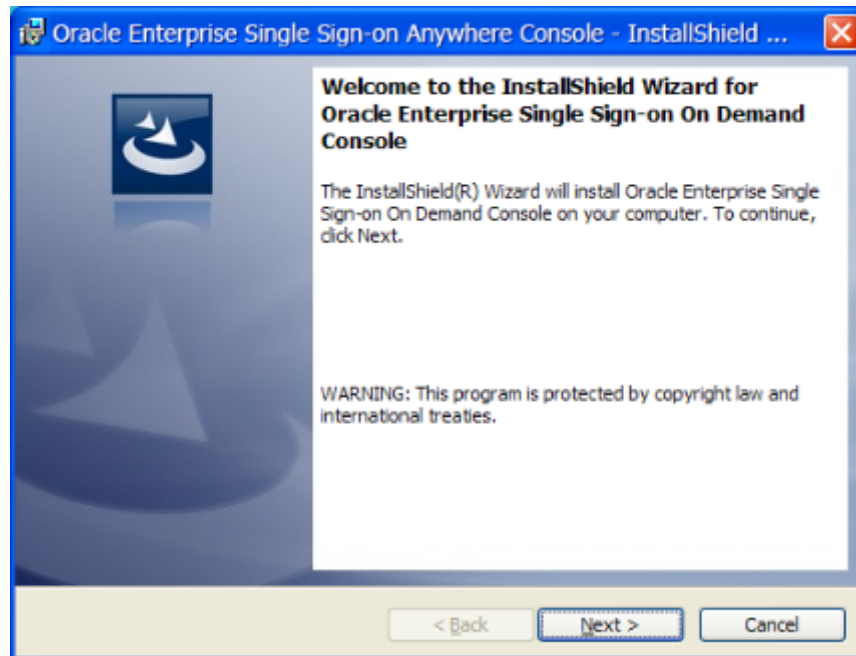 Oracle Enterprise Single Sign-on Anywhere Console - InstallShield ...
Welcome to the InstallShield Wizard for
Oracle Enterprise Single Sign-on On Demand
Console
The InstallShield(R) Wizard will install Oracle Enterprise Single
Sign-on On Demand Console on your computer. To continue,
click Next.
WARNING: This program is protected by copyright law and
international treaties.
< Back Next > Cancel